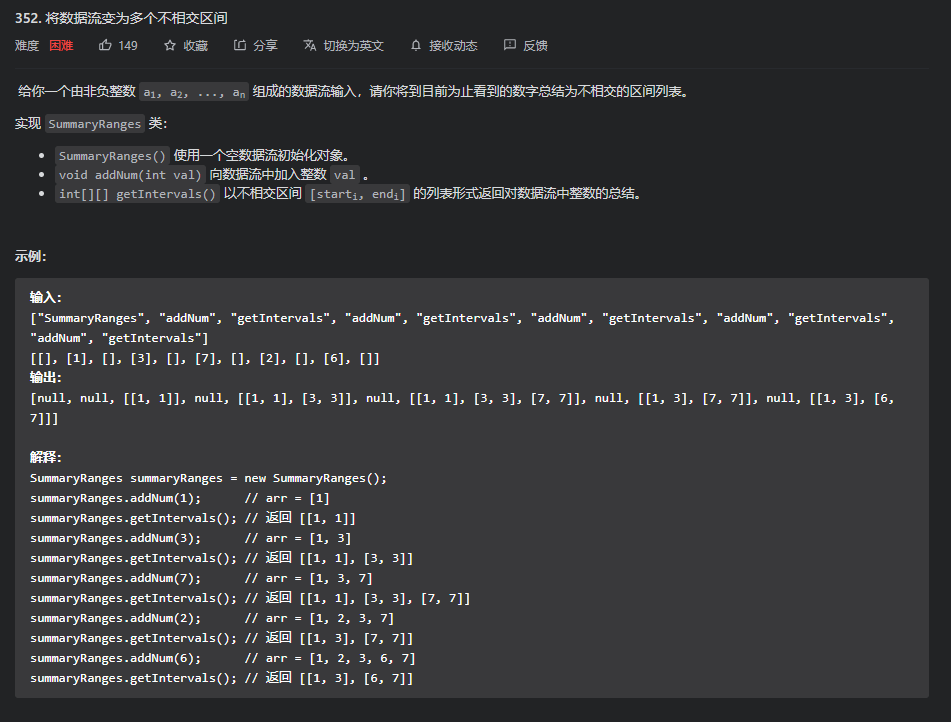 352. 将数据流变为多个不相交区间
难度 困难 149 收藏 分享 切换为英文 接收动态 反馈
给你一个由非负整数 a1, a2, ..., an 组成的数据流输入，请你将到目前为止看到的数字总结为不相交的区间列表。
实现 SummaryRanges 类：
SummaryRanges() 使用一个空数据流初始化对象。
void addNum(int val) 向数据流中加入整数 val 。
int[][] getIntervals() 以不相交区间 [starti, endi] 的列表形式返回对数据流中整数的总结。
示例：
输入：
["SummaryRanges", "addNum", "getIntervals", "addNum", "getIntervals", "addNum", "getIntervals", "addNum", "getIntervals",
"addNum", "getIntervals"]
[[], [1], [], [3], [], [7], [], [2], [], [6], []]
输出：
[null, null, [[1, 1]], null, [[1, 1], [3, 3]], null, [[1, 1], [3, 3], [7, 7]], null, [[1, 3], [7, 7]], null, [[1, 3], [6,
7]]]
解释：
SummaryRanges summaryRanges = new SummaryRanges();
summaryRanges.addNum(1);      // arr = [1]
summaryRanges.getIntervals(); // 返回 [[1, 1]]
summaryRanges.addNum(3);      // arr = [1, 3]
summaryRanges.getIntervals(); // 返回 [[1, 1], [3, 3]]
summaryRanges.addNum(7);      // arr = [1, 3, 7]
summaryRanges.getIntervals(); // 返回 [[1, 1], [3, 3], [7, 7]]
summaryRanges.addNum(2);      // arr = [1, 2, 3, 7]
summaryRanges.getIntervals(); // 返回 [[1, 3], [7, 7]]
summaryRanges.addNum(6);      // arr = [1, 2, 3, 6, 7]
summaryRanges.getIntervals(); // 返回 [[1, 3], [6, 7]]